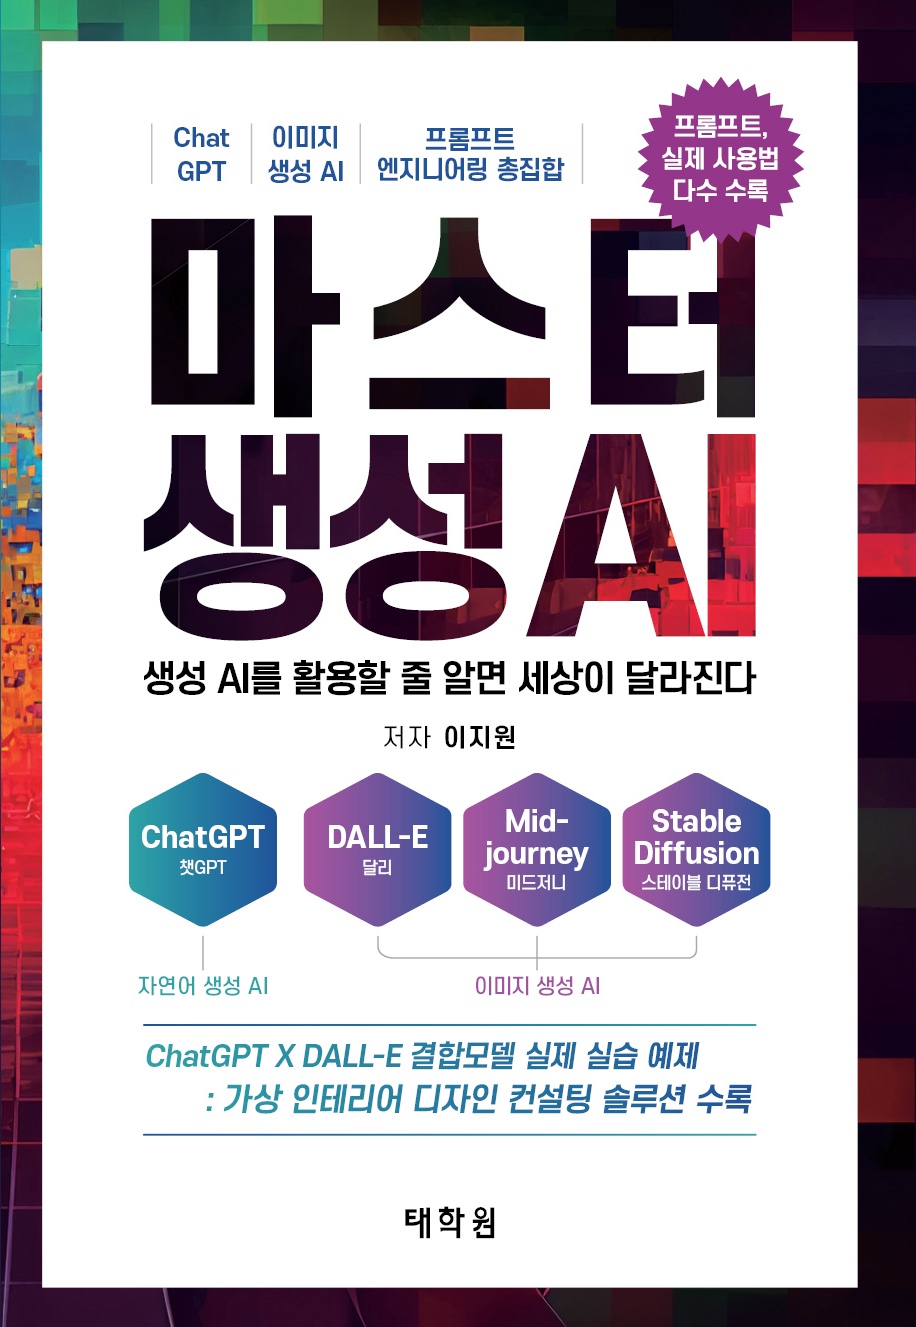 Chat
GPT
이미지
생성 AI
프롬프트
엔지니어링 총집합
프롬프트,
실제 사용법
다수 수록
마스터
생성 AI
생성 AI를 활용할 줄 알면 세상이 달라진다
저자 이지원
ChatGPT
챗GPT
DALL-E
달리
Mid-
journey
미드저니
Stable
Diffusion
스테이블 디퓨전
자연어 생성 AI
이미지 생성 AI
ChatGPT X DALL-E 결합모델 실제 실습 예제
: 가상 인테리어 디자인 컨설팅 솔루션 수록
태학원